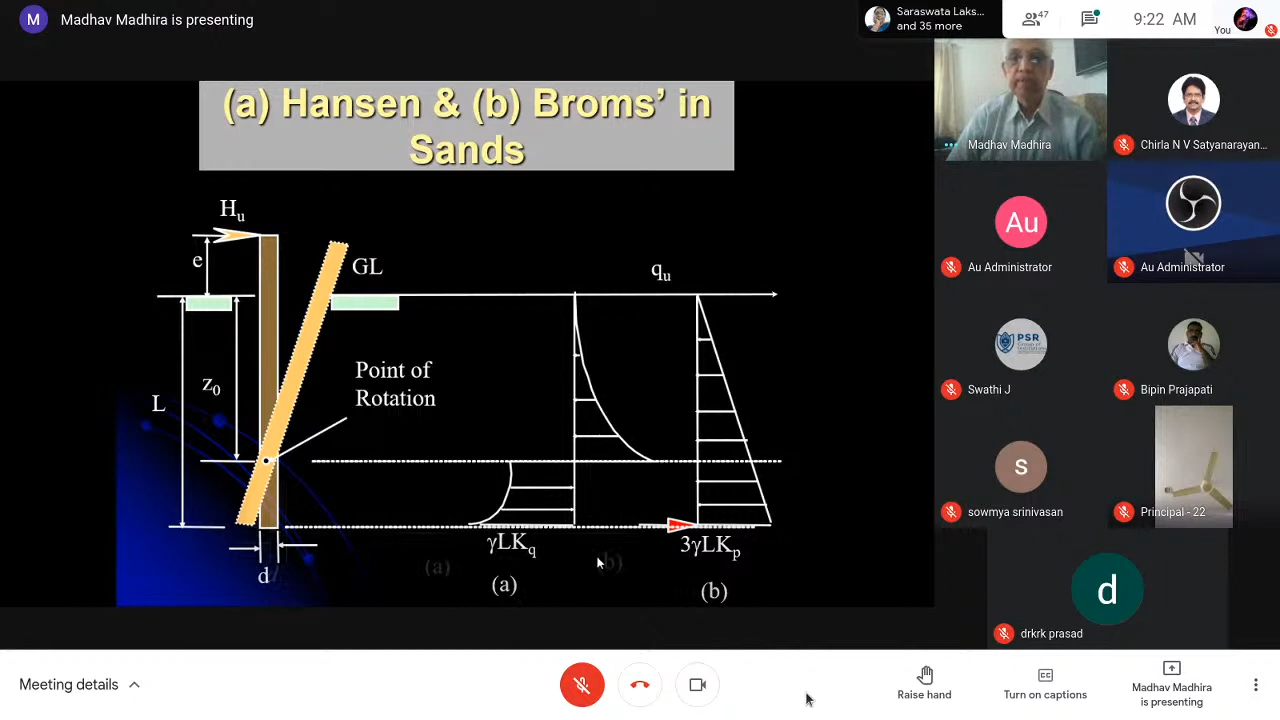 M
Madhav Madhira is presenting
Saraswata Laks...
and 35 more
47
9:22 AM
You
(a) Hansen & (b) Broms’ in
Sands
Hu
e
GL
qu
Point of
Rotation
z0
L
γLKq
3γLKp
d
(a)
(b)
(a)
(b)
Madhav Madhira
Chirla N V Satyanarayan...
Au
Au Administrator
Au Administrator
PSR
Swathi J
Bipin Prajapati
s
sowmya srinivasan
Principal - 22
d
drkrk prasad
Meeting details
Raise hand
CC
Turn on captions
Madhav Madhira
is presenting